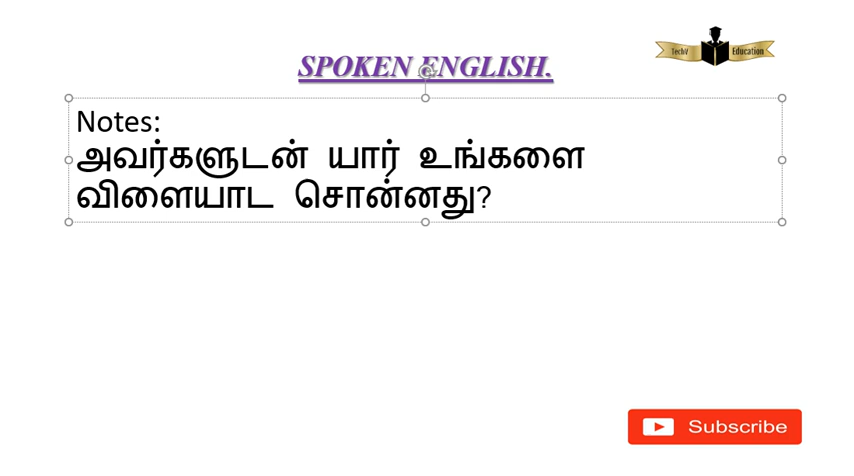 TechV Education
SPOKEN ENGLISH.
Notes:
அவர்களுடன் யார் உங்களை
விளையாட சொன்னது?
Subscribe